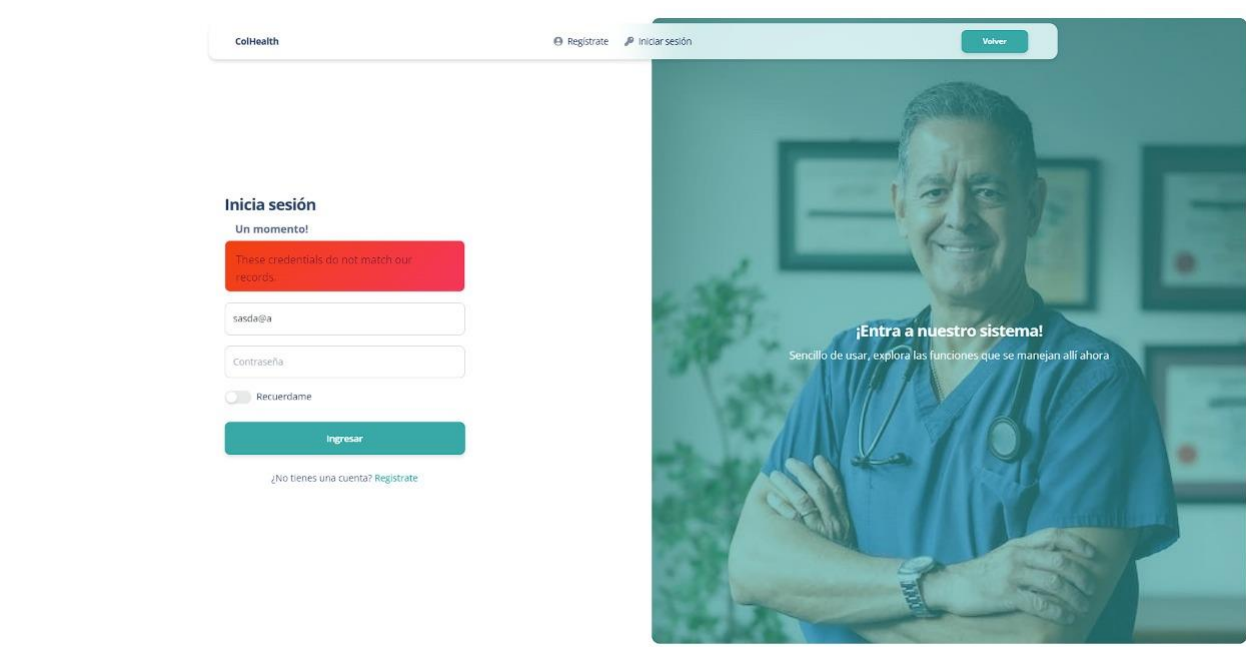 ColHealth
Regístrate
Iniciar sesión
Volver
Inicia sesión
Un momento!
These credentials do not match our
records.
sasda@a
Contraseña
Recuerdame
Ingresar
¿No tienes una cuenta? Registrate
¡Entra a nuestro sistema!
Sencillo de usar, explora las funciones que se manejan allí ahora